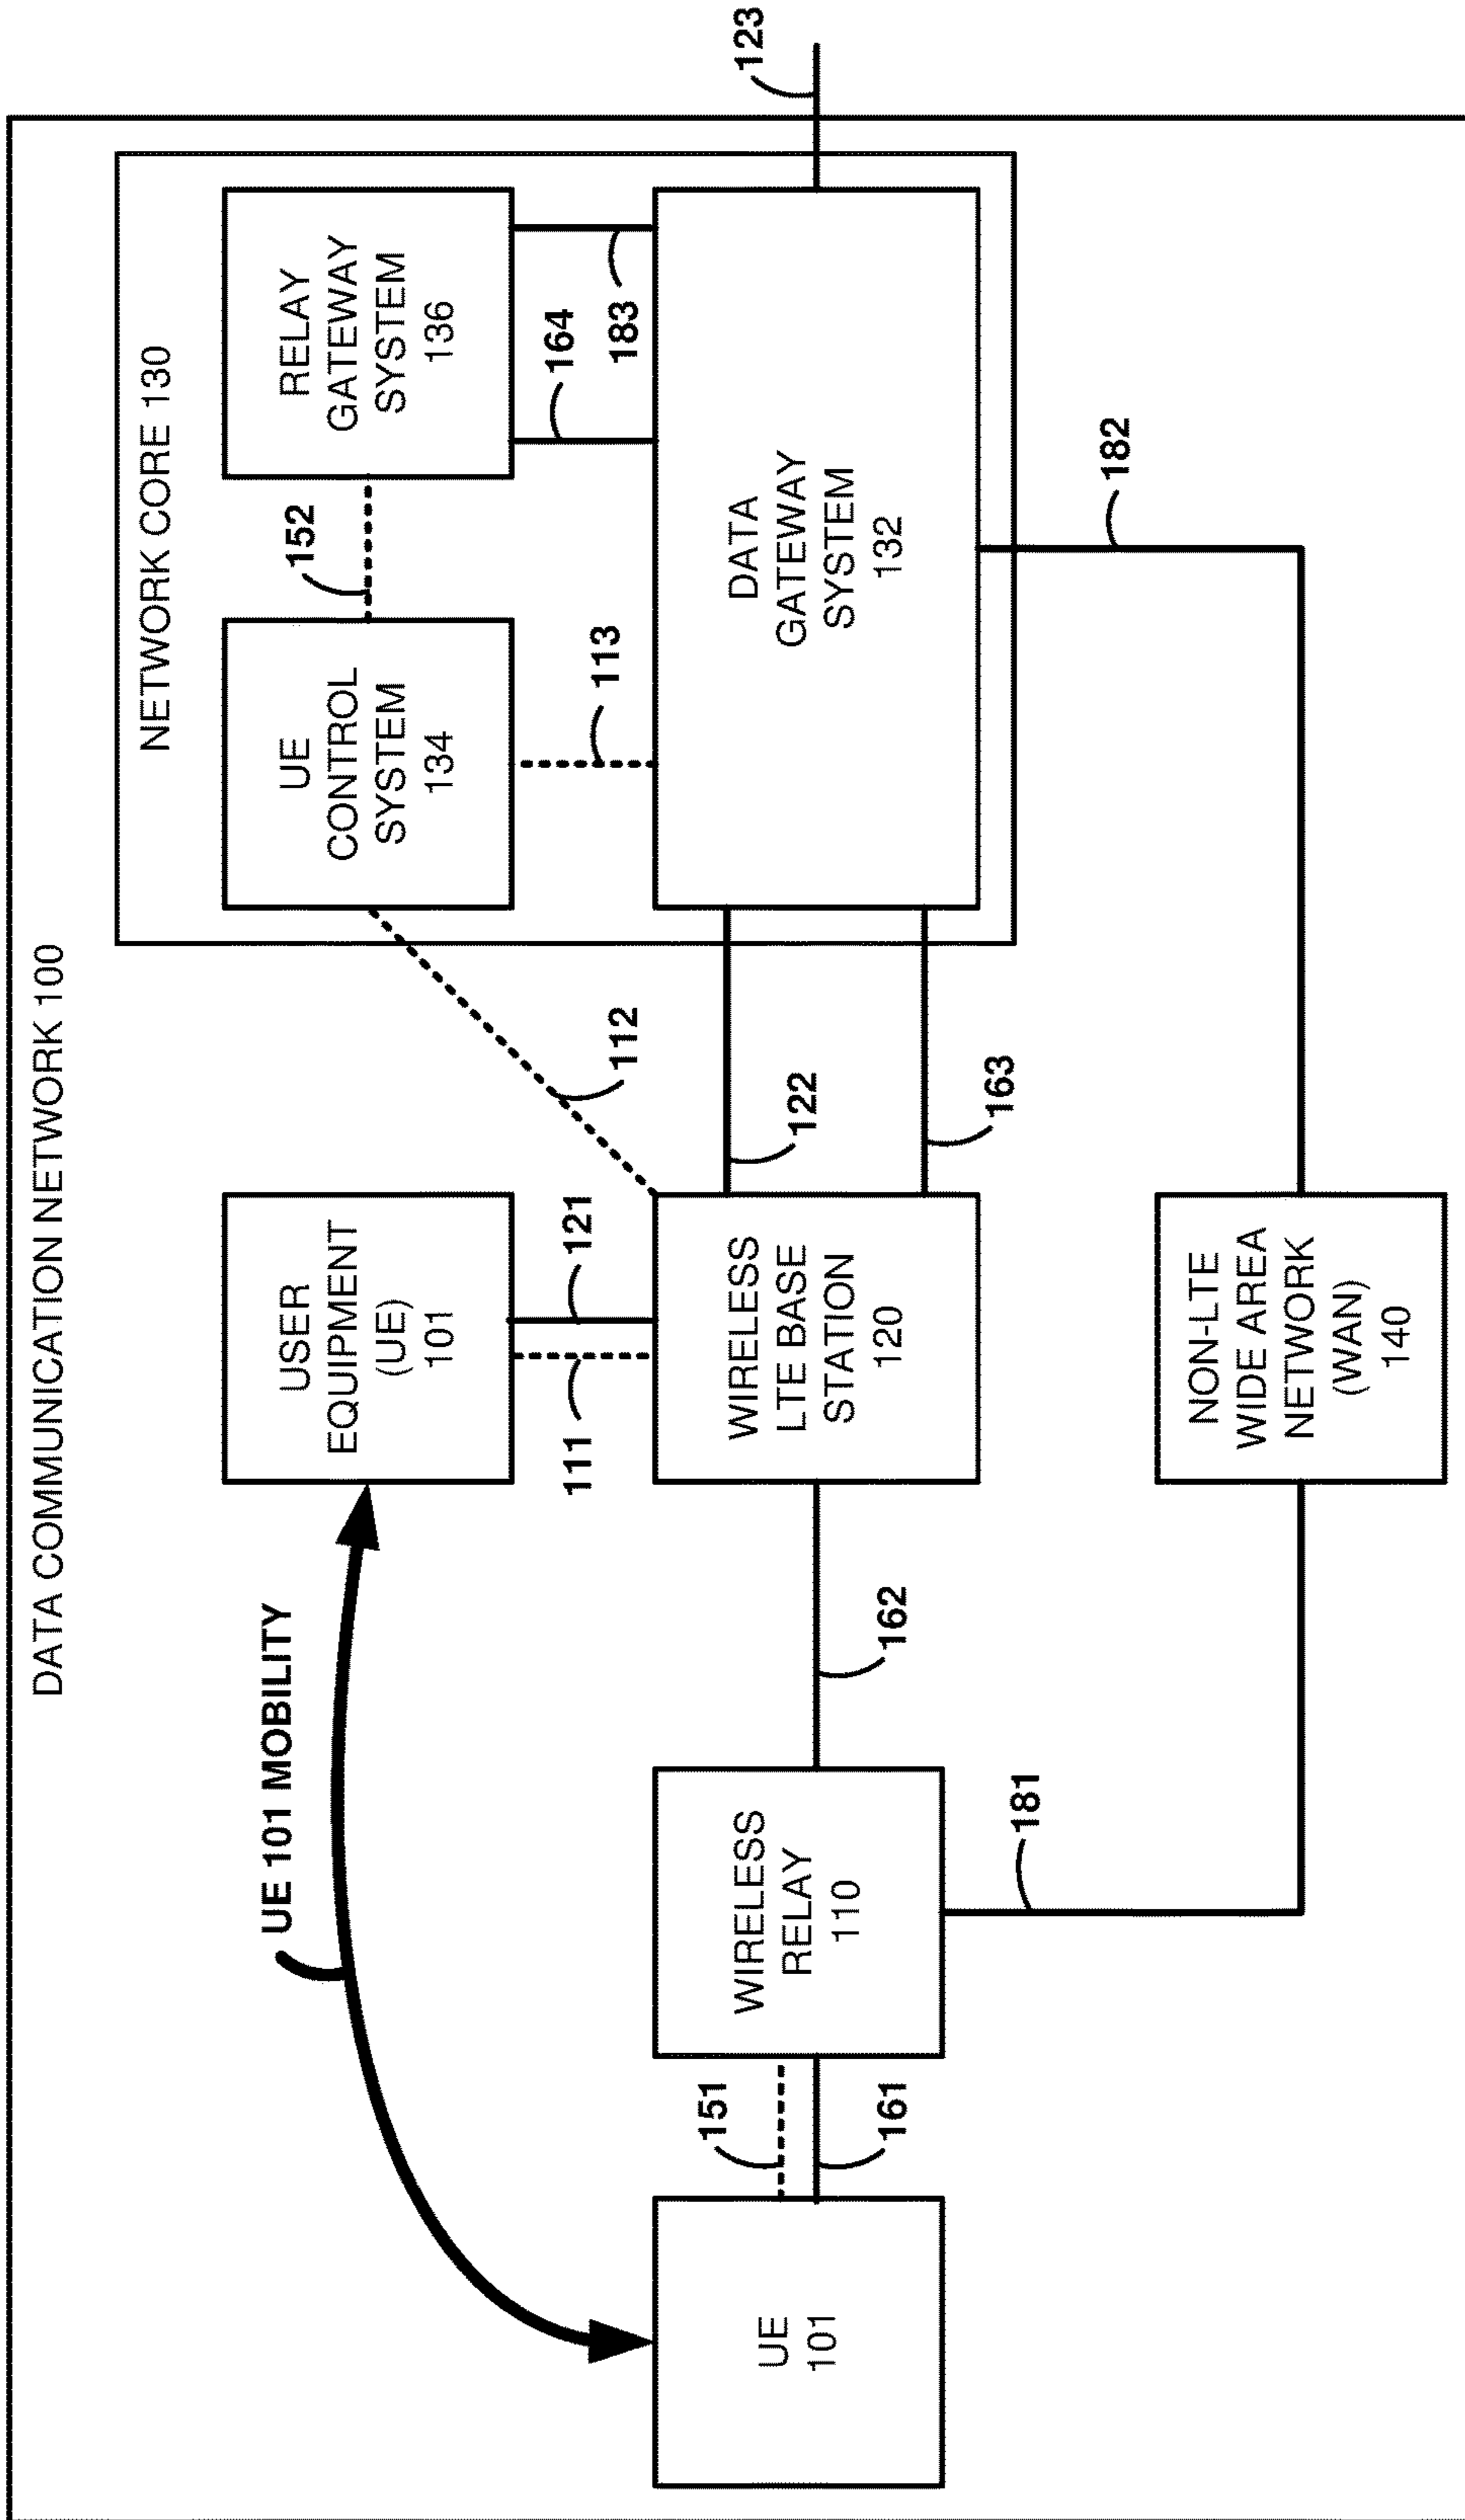 DATA COMMUNICATION NETWORK 100
NETWORK CORE 130
UE 101 MOBILITY
USER
EQUIPMENT
(UE)
101
UE
CONTROL
SYSTEM
134
152
RELAY
GATEWAY
SYSTEM
136
111
121
112
113
164
183
123
UE
101
151
161
WIRELESS
RELAY
110
162
WIRELESS
LTE BASE
STATION
120
122
163
DATA
GATEWAY
SYSTEM
132
181
182
NON-LTE
WIDE AREA
NETWORK
(WAN)
140